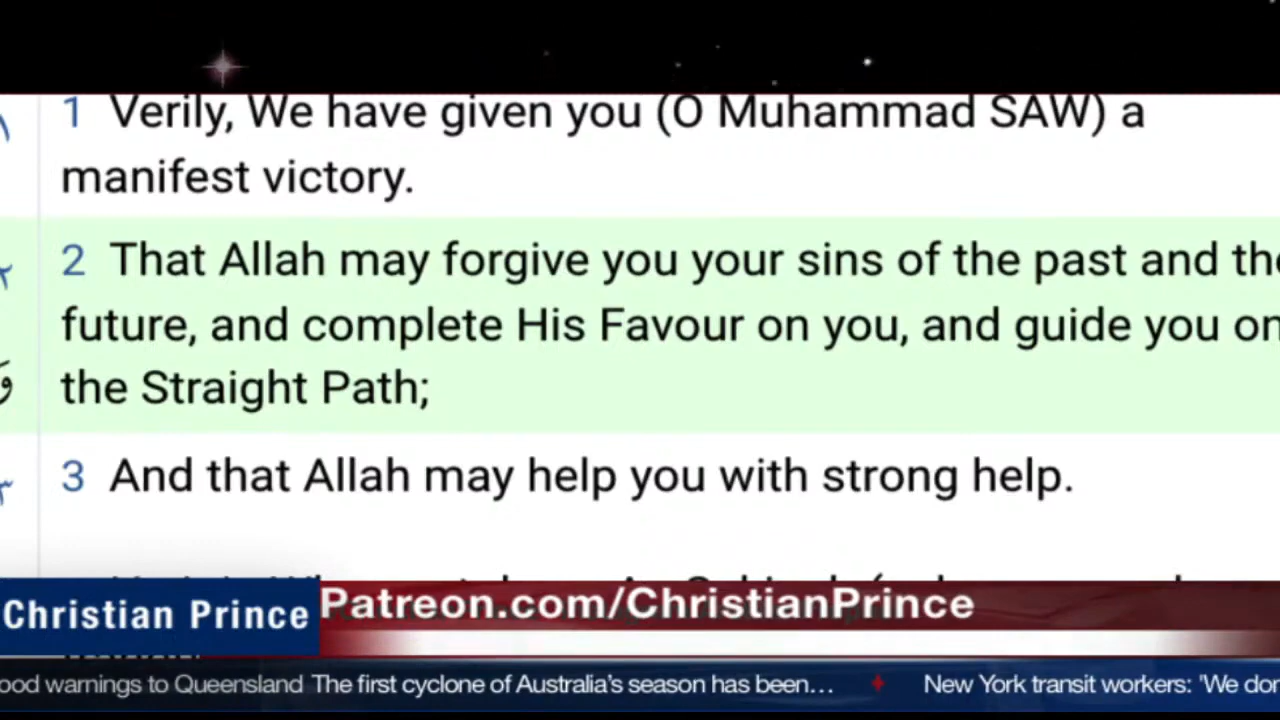 1 Verily, We have given you (O Muhammad SAW) a
manifest victory.
٢
2 That Allah may forgive you your sins of the past and the
future, and complete His Favour on you, and guide you on
the Straight Path;
3 And that Allah may help you with strong help.
Christian Prince
Patreon.com/ChristianPrince
ood warnings to Queensland The first cyclone of Australia's season has been... New York transit workers: 'We don